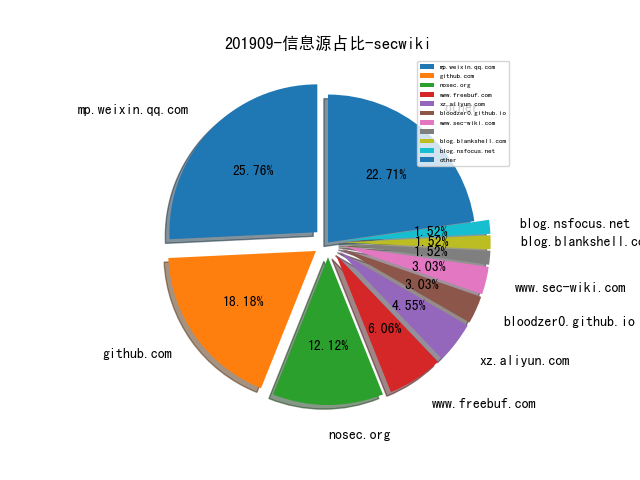 201909-信息源占比-secwiki
mp.weixin.qq.com
github.com
nosec.org
www.freebuf.com
xz.aliyun.com
bloodzer0.github.io
www.sec-wiki.com
blog.blankshell.com
blog.nsfocus.net
other
other
mp.weixin.qq.com
25.76%
22.71%
1.52%
blog.nsfocus.net
1.52%
blog.blankshell.co
1.52%
3.03%
www.sec-wiki.com
3.03%
bloodzer0.github.io
4.55%
xz.aliyun.com
6.06%
www.freebuf.com
18.18%
github.com
12.12%
nosec.org